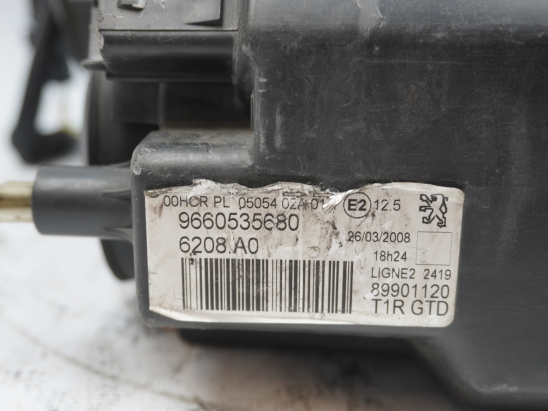 00HCR PL 05054 02A 01 E2 12.5
9660535680
6208.A0
26/03/2008
18h24
LIGNE2 2419
89901120
T1R GTD